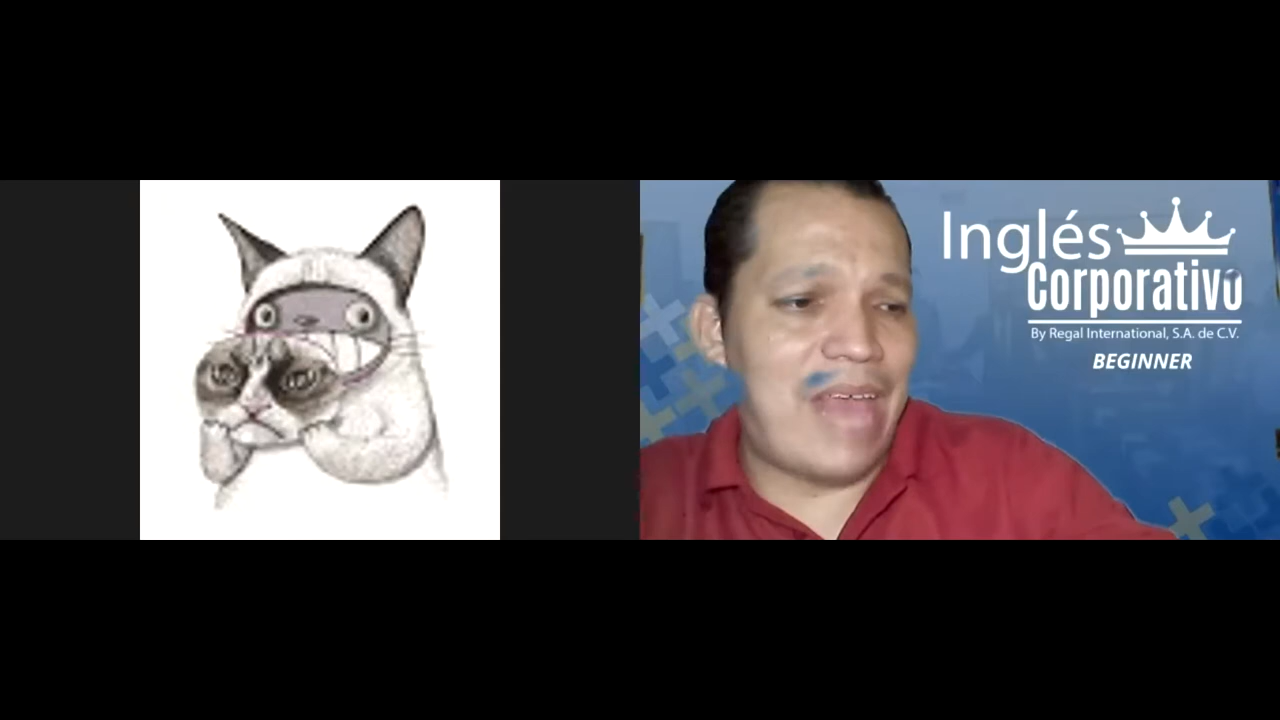 Inglés
Corporativo
By Regal International, S.A. de C.V.
BEGINNER